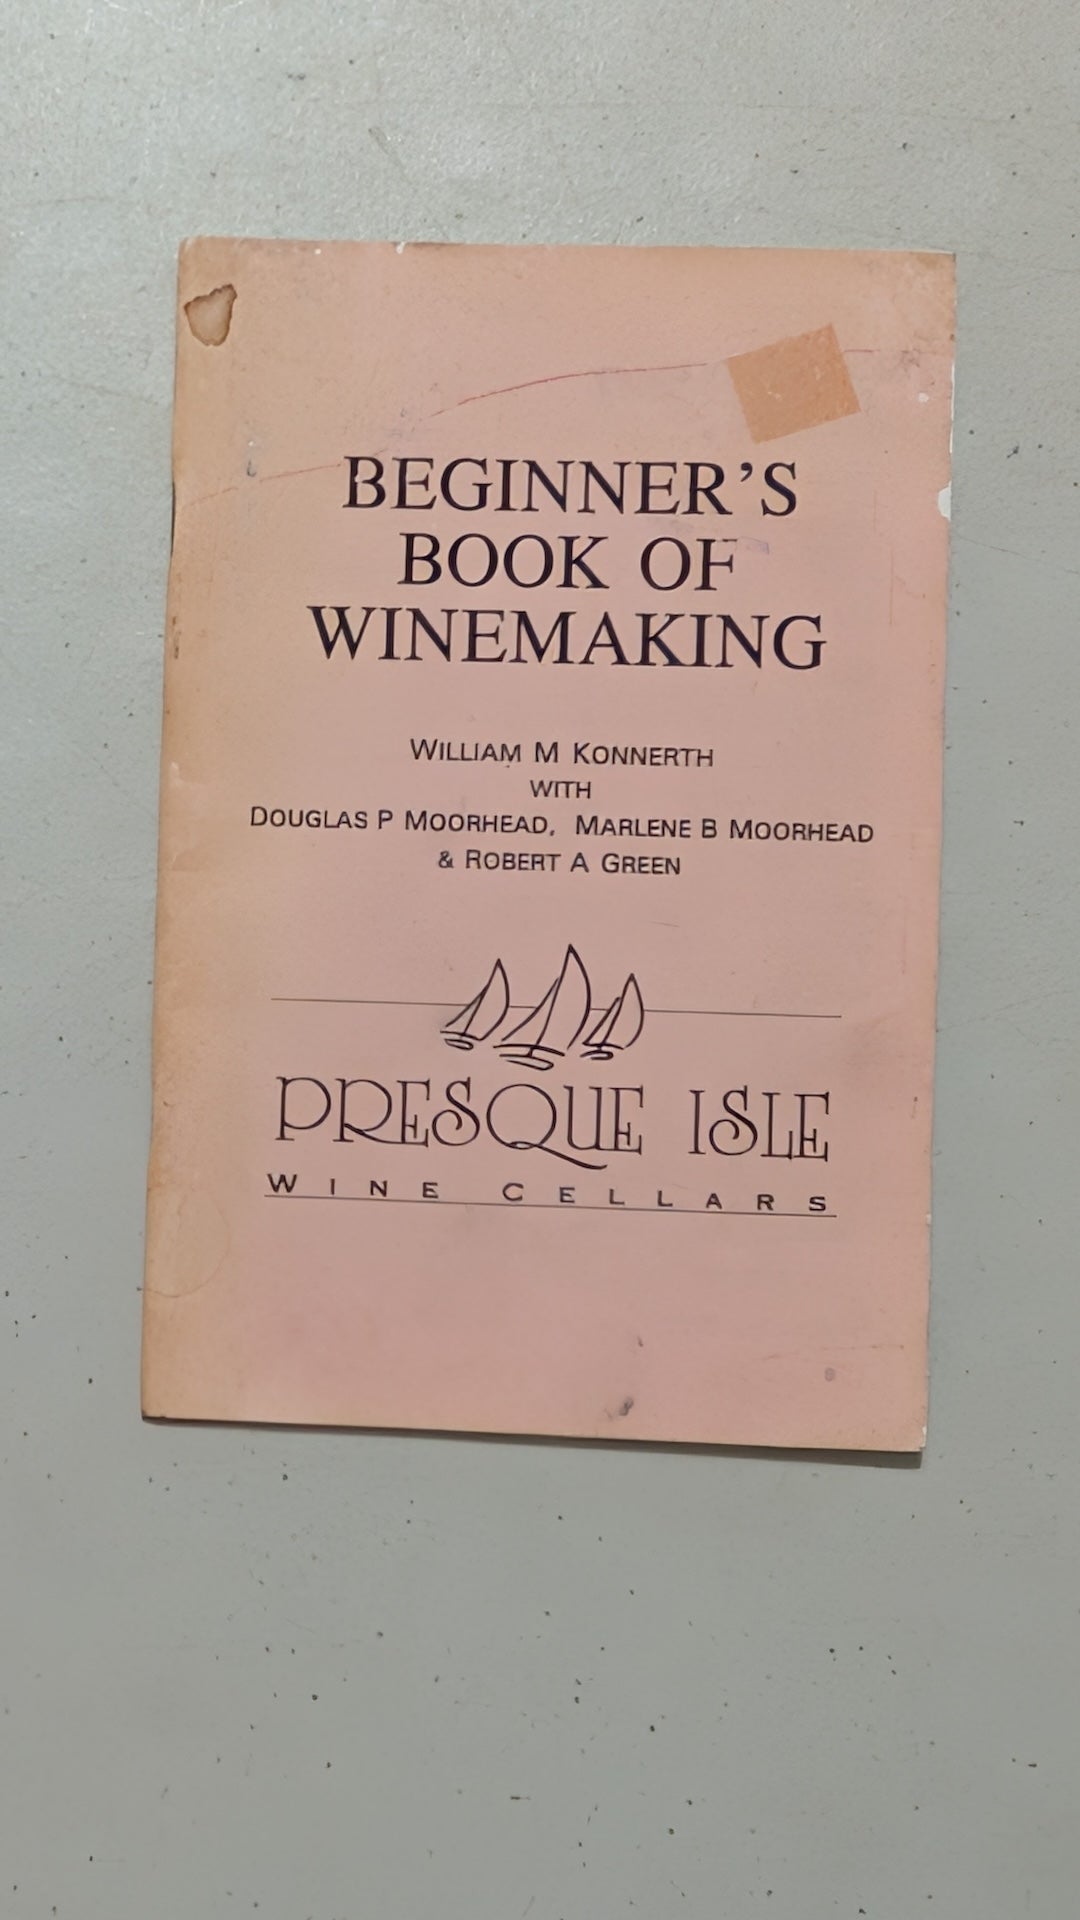 BEGINNER'S
BOOK OF
WINEMAKING
WILLIAM M KONNERTH
WITH
DOUGLAS P MOORHEAD, MARLENE B MOORHEAD
& ROBERT A GREEN
PRESQUE ISLE
WINE CELLARS